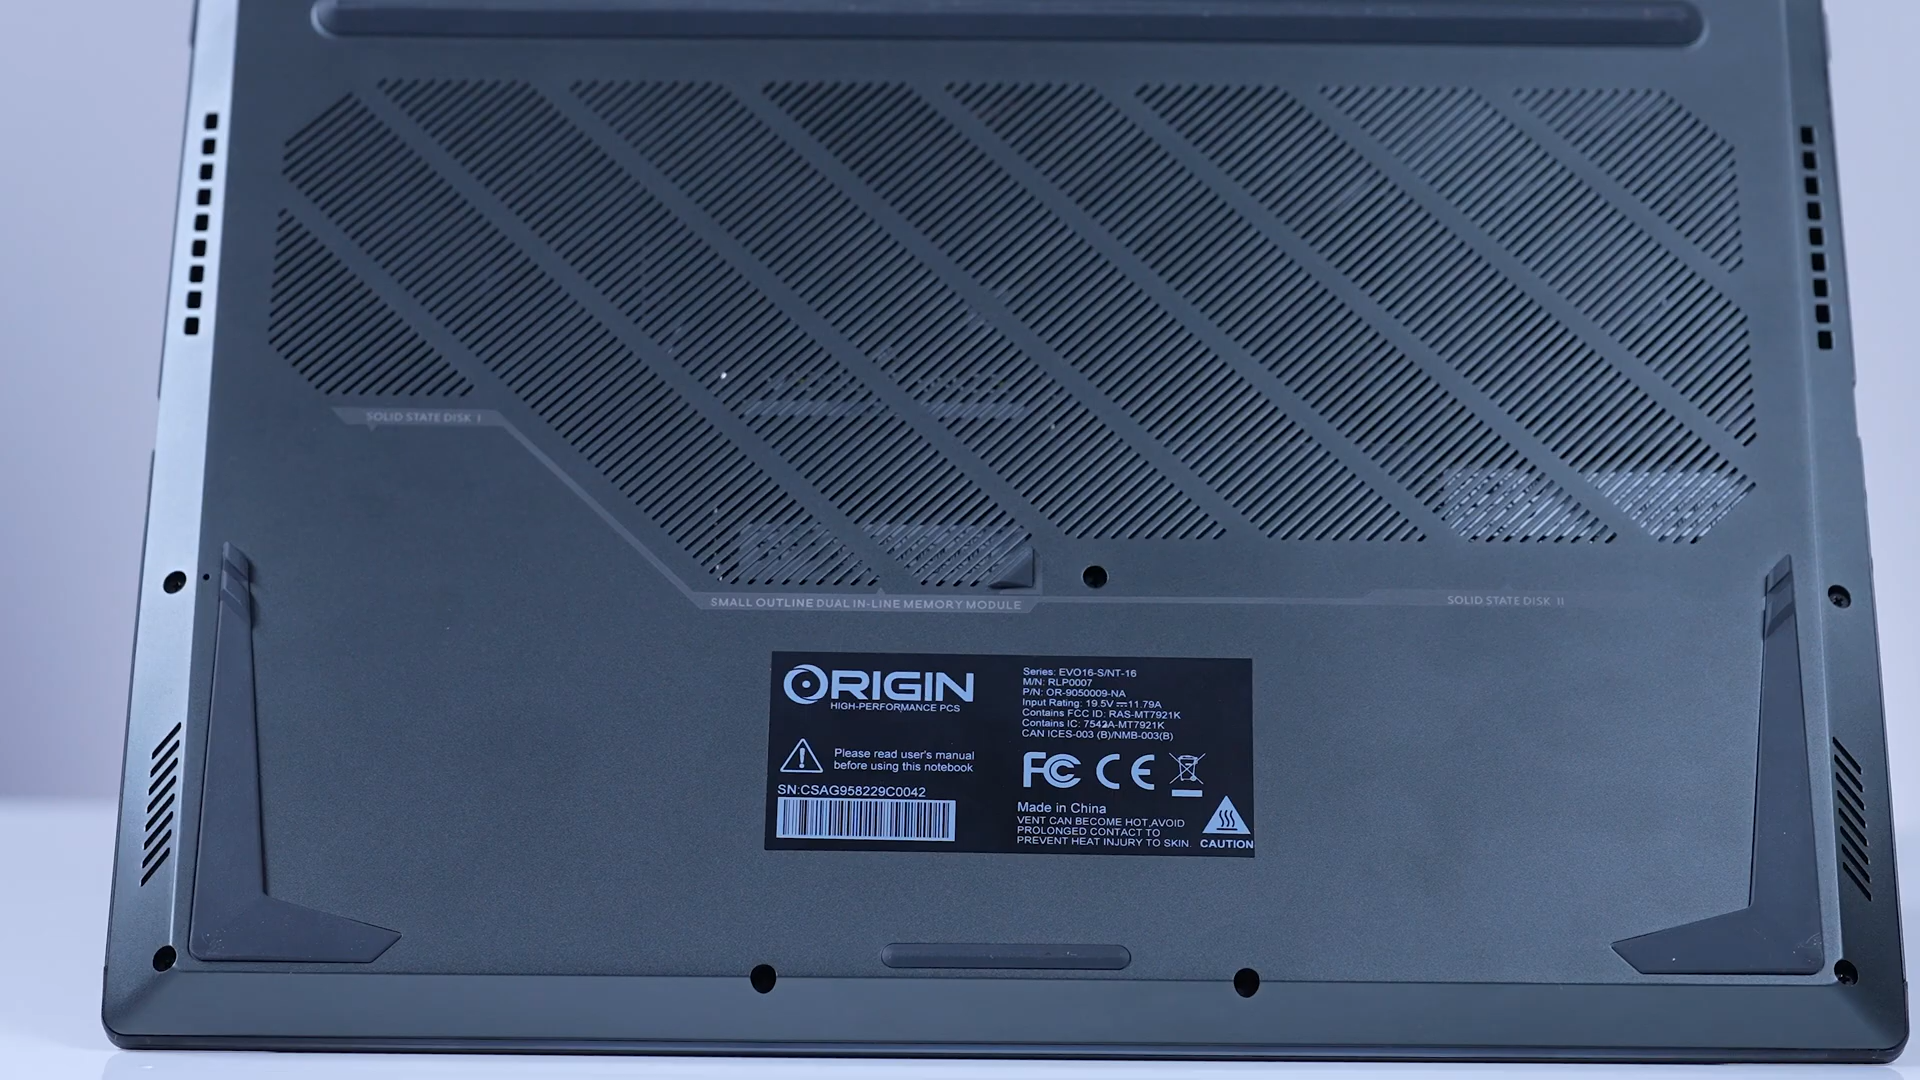 SOLID STATE DISK I
SMALL OUTLINE DUAL IN-LINE MEMORY MODULE
SOLID STATE DISK II
ORIGIN
HIGH-PERFORMANCE PCS
Please read user's manual
before using this notebook
SN:CSAG958229C0042
Series: EVO16-S/NT-16
M/N: RLP0007
P/N: OR-9050009-NA
Input Rating: 19.5V⎓11.79A
Contains FCC ID: RAS-MT7921K
Contains IC: 7542A-MT7921K
CAN ICES-003 (B)/NMB-003(B)
FC CE
Made in China
VENT CAN BECOME HOT,AVOID
PROLONGED CONTACT TO
PREVENT HEAT INJURY TO SKIN.
CAUTION